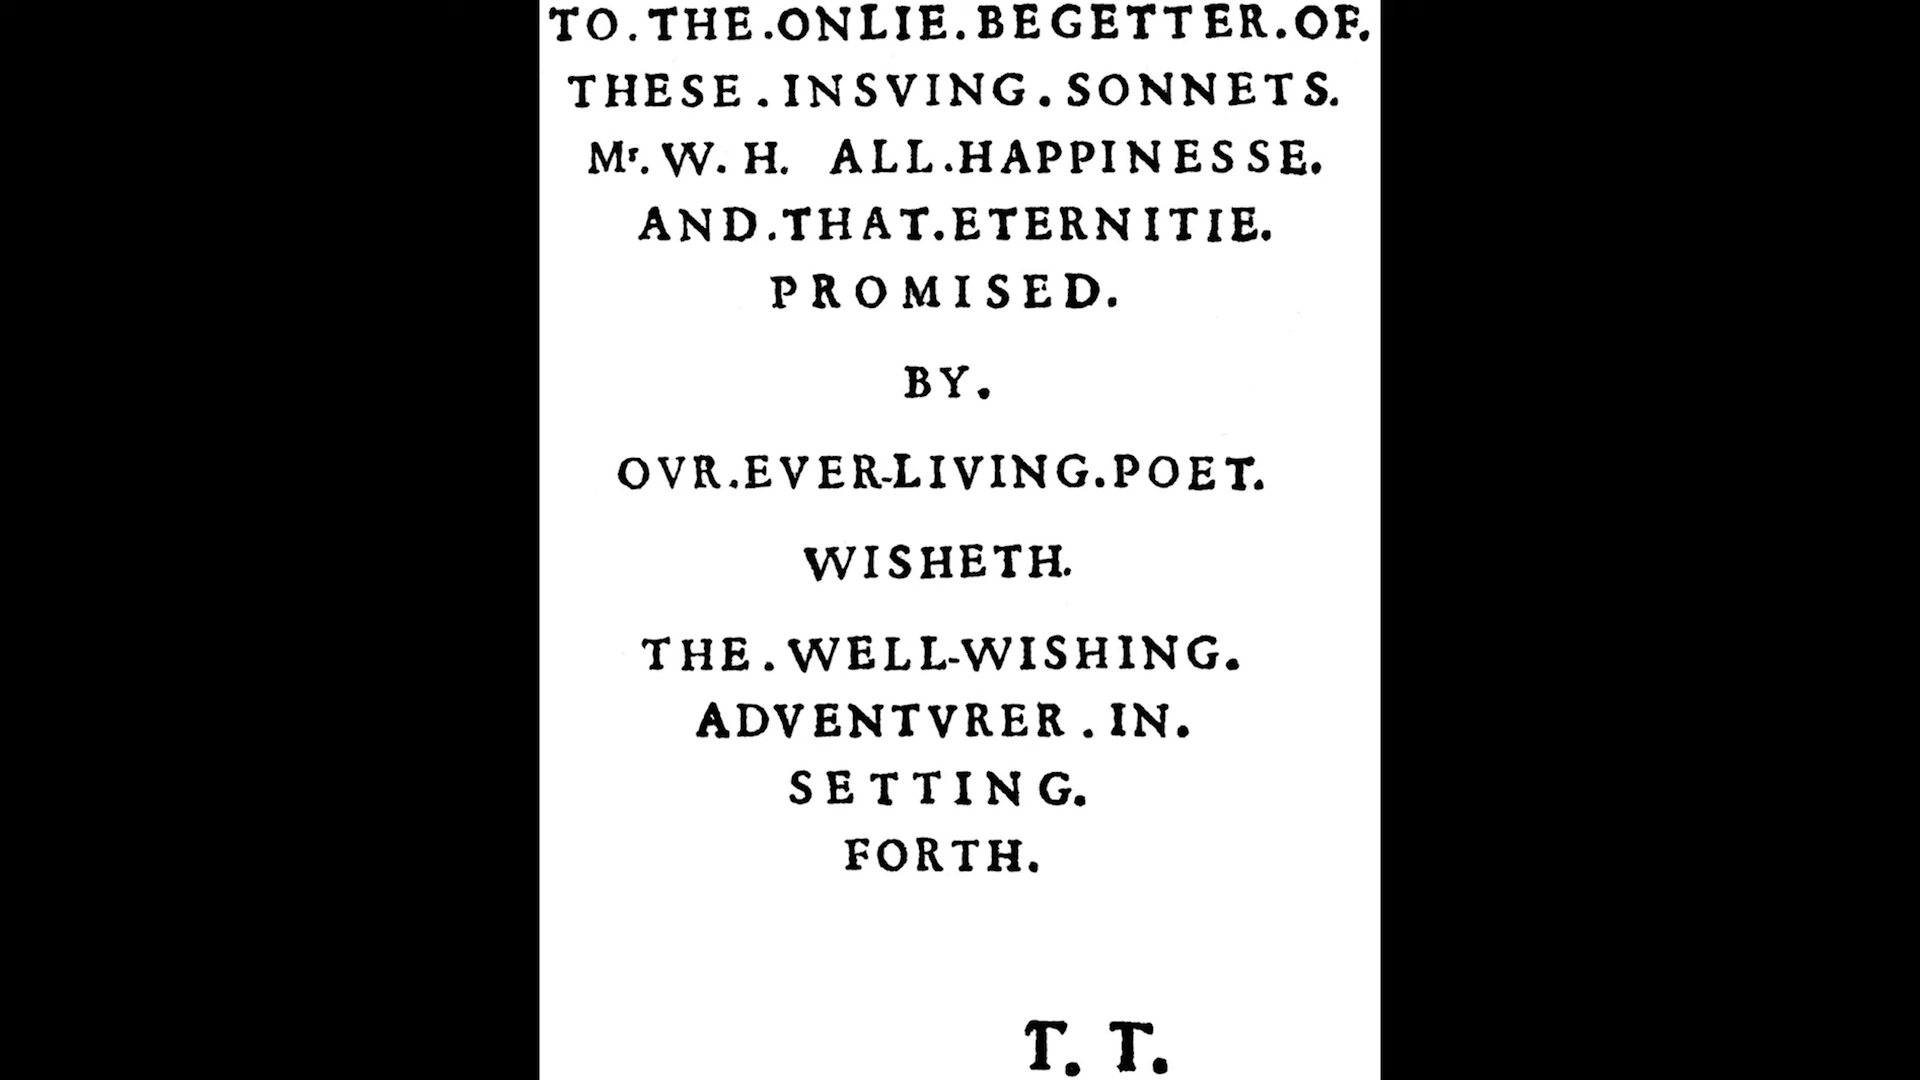 TO.THE.ONLIE.BEGETTER.OF.
THESE.INSVING.SONNETS.
Mr.W.H. ALL.HAPPINESSE.
AND.THAT.ETERNITIE.
PROMISED.
BY.
OVR.EVER-LIVING.POET.
WISHETH.
THE.WELL-WISHING.
ADVENTVRER.IN.
SETTING.
FORTH.
T. T.